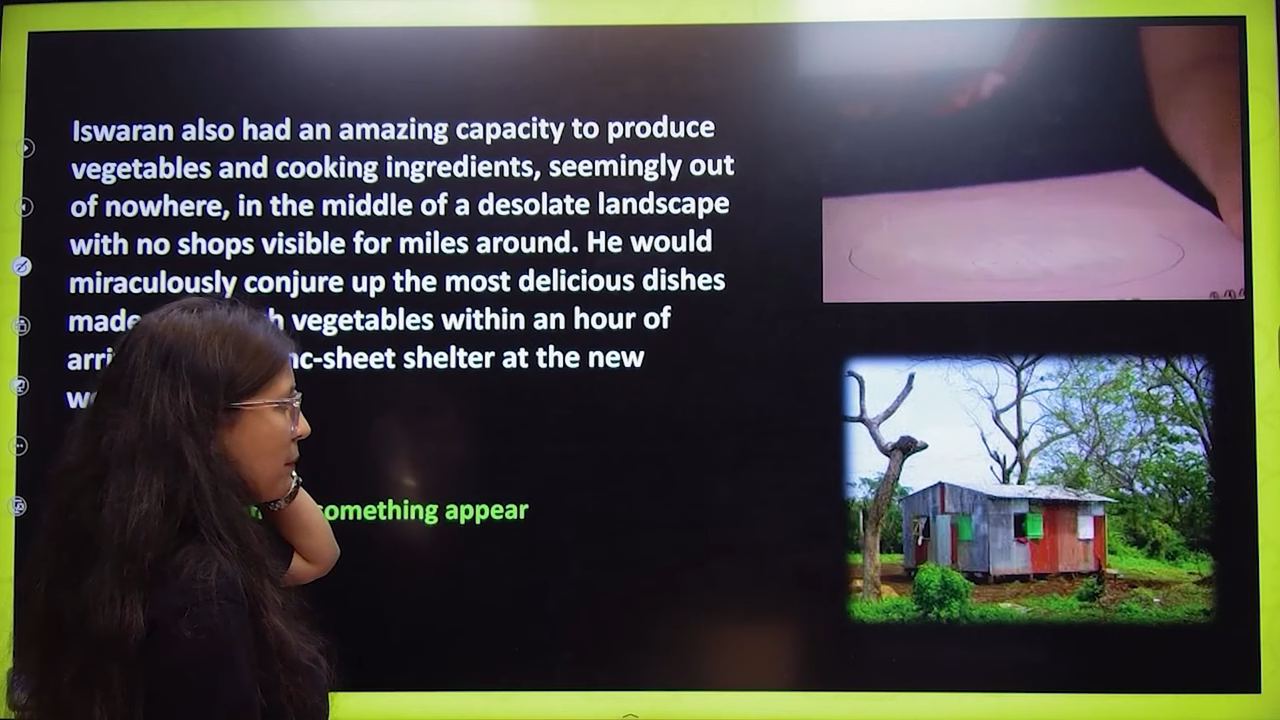 Iswaran also had an amazing capacity to produce
vegetables and cooking ingredients, seemingly out
of nowhere, in the middle of a desolate landscape
with no shops visible for miles around. He would
miraculously conjure up the most delicious dishes
made vegetables within an hour of
shelter at the new
something appear